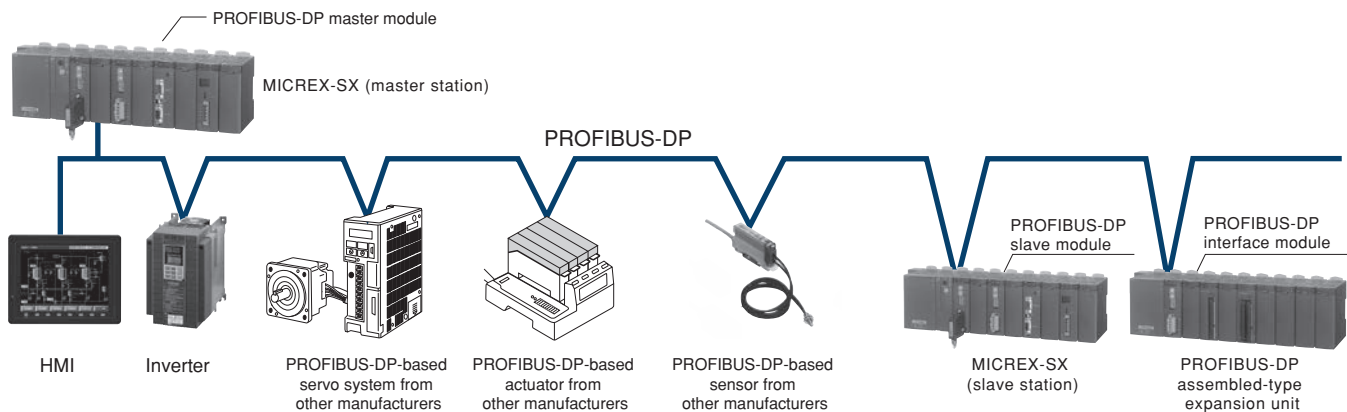 PROFIBUS-DP master module
MICREX-SX (master station)
PROFIBUS-DP
PROFIBUS-DP
slave module
PROFIBUS-DP
interface module
HMI
Inverter
PROFIBUS-DP-based
servo system from
other manufacturers
PROFIBUS-DP-based
actuator from
other manufacturers
PROFIBUS-DP-based
sensor from
other manufacturers
MICREX-SX
(slave station)
PROFIBUS-DP
assembled-type
expansion unit